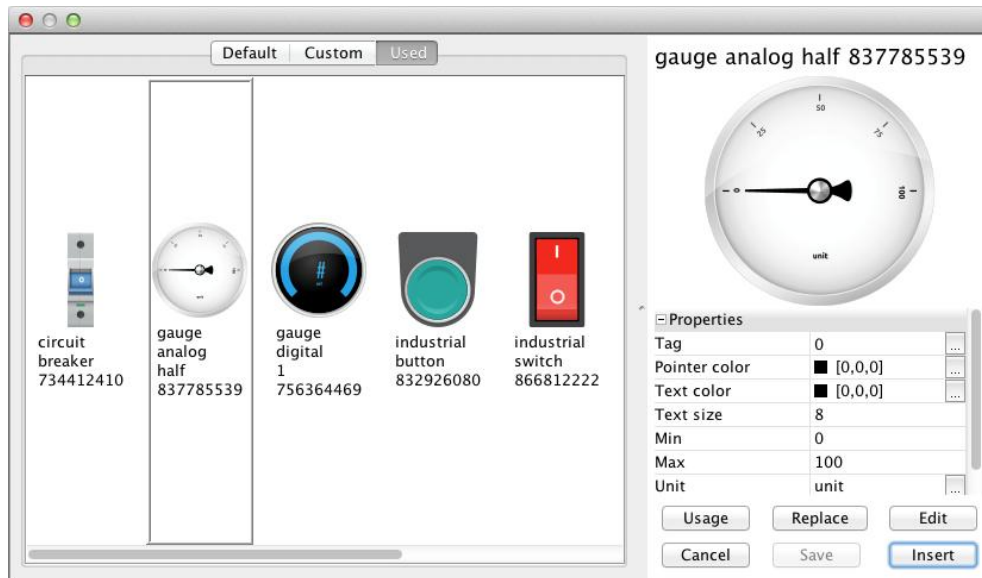 Default Custom Used
gauge analog half 837785539
0
25
50
75
100
unit
circuit
breaker
734412410
gauge
analog
half
837785539
#
gauge
digital
1
756364469
industrial
button
832926080
industrial
switch
866812222
Properties
Tag 0 ...
Pointer color [0,0,0] ...
Text color [0,0,0] ...
Text size 8
Min 0
Max 100
Unit unit ...
Usage Replace Edit
Cancel Save Insert